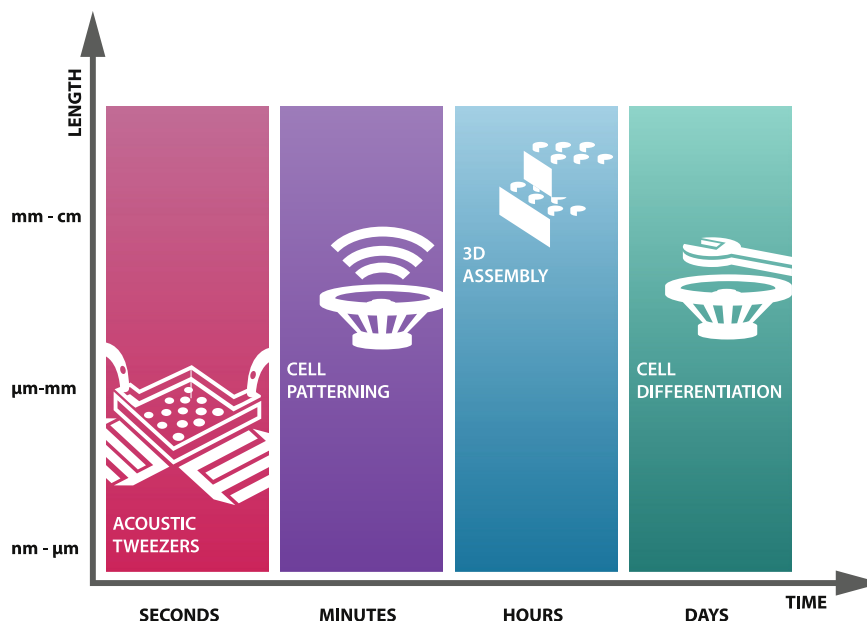 LENGTH
mm - cm
µm-mm
nm - µm
ACOUSTIC
TWEEZERS
CELL
PATTERNING
3D
ASSEMBLY
CELL
DIFFERENTIATION
SECONDS
MINUTES
HOURS
DAYS
TIME